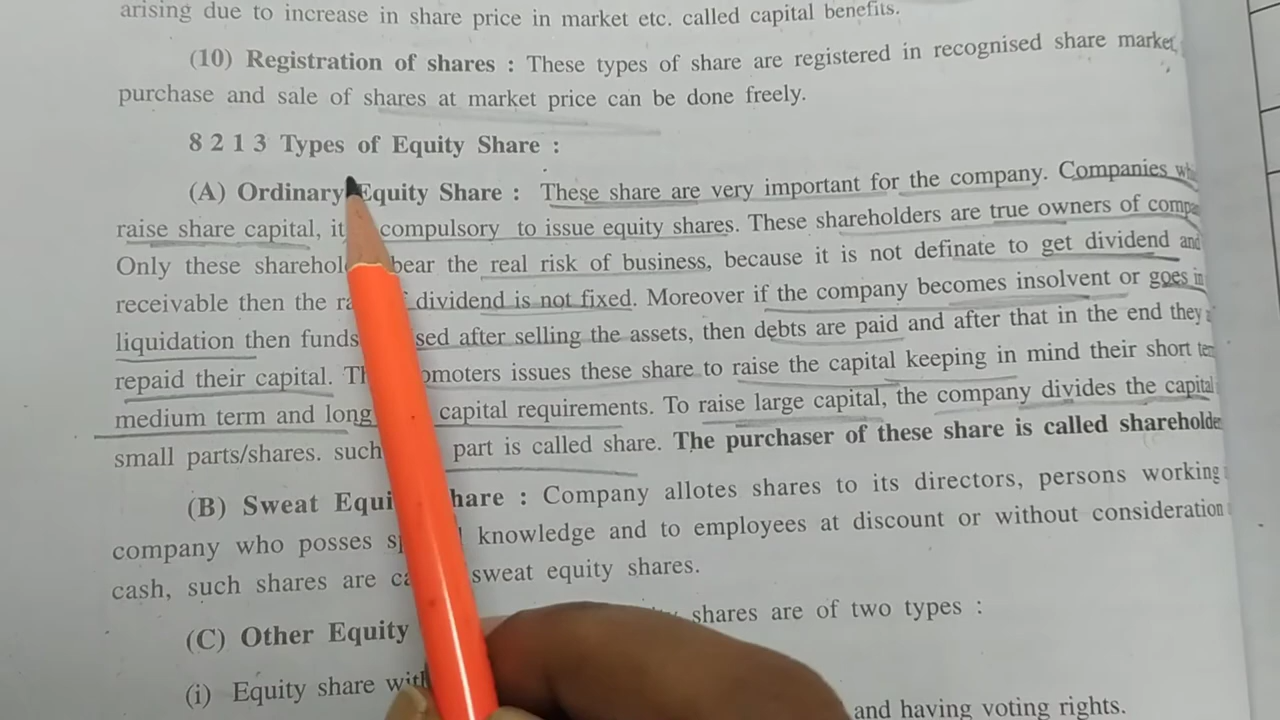 arising due to increase in share price in market etc. called capital benefits.
(10) Registration of shares : These types of share are registered in recognised share market,
purchase and sale of shares at market price can be done freely.
8 2 1 3 Types of Equity Share :
(A) Ordinary Equity Share : These share are very important for the company. Companies
raise share capital, it compulsory to issue equity shares. These shareholders are true owners of
Only these bear the real risk of business, because it is not definate to get dividend and
receivable then the dividend is not fixed. Moreover if the company becomes insolvent or goes in
liquidation then funds after selling the assets, then debts are paid and after that in the end they
repaid their capital. issues these share to raise the capital keeping in mind their short
medium term and long capital requirements. To raise large capital, the company divides the capital
small parts/shares. such part is called share. The purchaser of these share is called
(B) Sweat : Company allotes shares to its directors, persons working
company who posses knowledge and to employees at discount or without consideration
cash, such shares are sweat equity shares.
(C) Other Equity shares are of two types :
(i) Equity share and having voting rights.